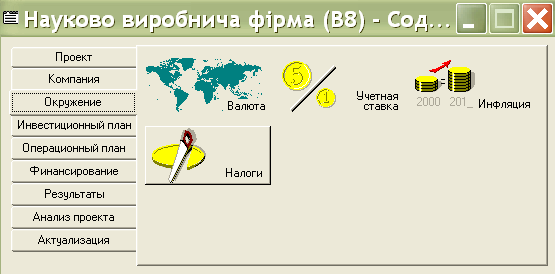 Науково виробнича фірма (В8) - Сод...
Проект
Компания
Окружение
Инвестиционный план
Операционный план
Финансирование
Результаты
Анализ проекта
Актуализация
Валюта
5
1
Учетная
ставка
2000 201_ Инфляция
Налоги